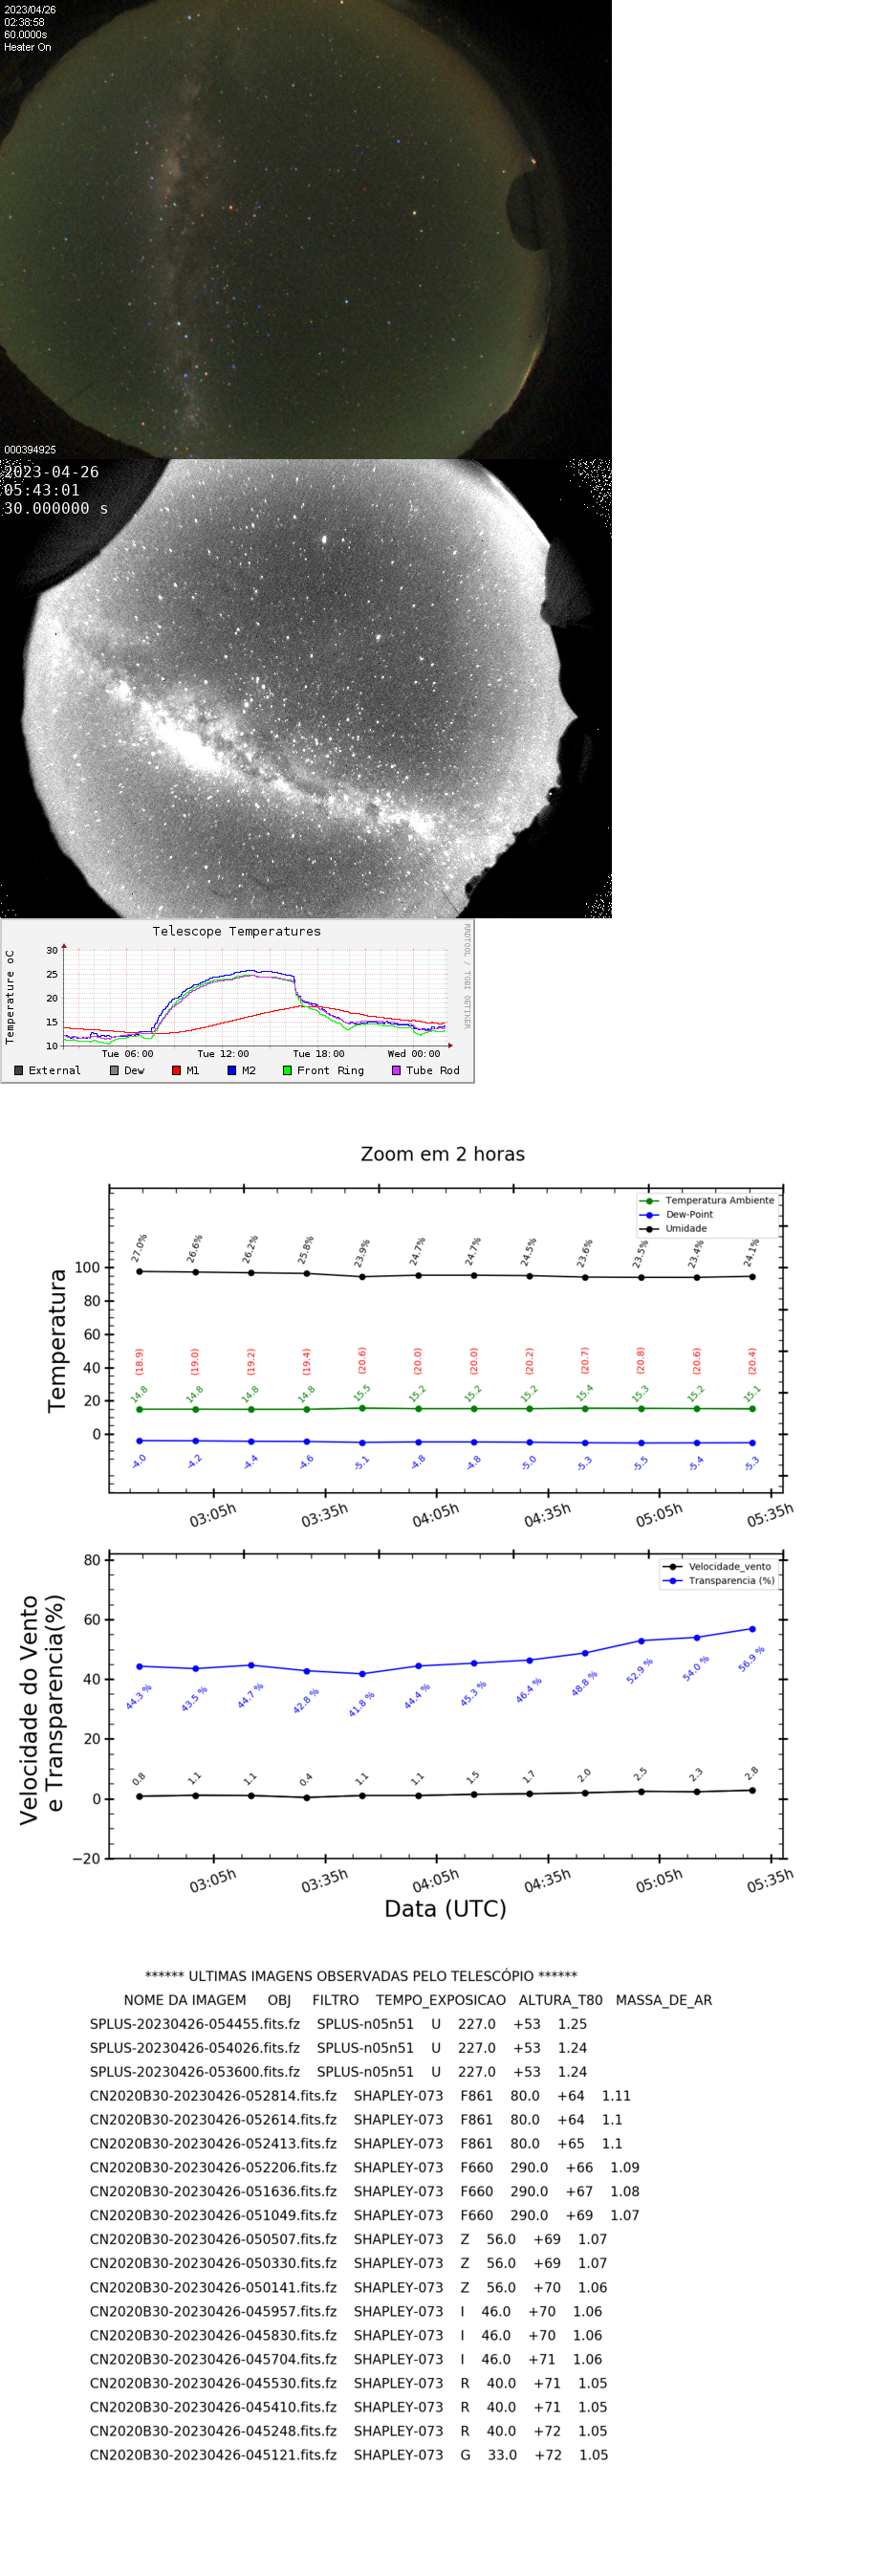 2023/04/26
02:38:58
60.0000s
Heater On
000394925
2023-04-26
05:43:01
30.000000 s
Telescope Temperatures
RRDTOOL / TOBI OETIKER
Temperature oC
30
25
20
15
10
Tue 06:00 Tue 12:00 Tue 18:00 Wed 00:00
External Dew M1 M2 Front Ring Tube Rod
Zoom em 2 horas
Temperatura Ambiente
Dew-Point
Umidade
Temperatura
100
80
60
40
20
0
27.0% 26.6% 26.2% 25.8% 23.9% 24.7% 24.7% 24.5% 23.6% 23.5% 23.4% 24.1%
(18.9) (19.0) (19.2) (19.4) (20.6) (20.0) (20.0) (20.2) (20.7) (20.8) (20.6) (20.4)
14.8 14.8 14.8 14.8 15.5 15.2 15.2 15.2 15.4 15.3 15.2 15.1
-4.0 -4.2 -4.4 -4.6 -5.1 -4.8 -4.8 -5.0 -5.3 -5.5 -5.4 -5.3
03:05h 03:35h 04:05h 04:35h 05:05h 05:35h
Velocidade_vento
Transparencia (%)
Velocidade do Vento
e Transparencia(%)
80
60
40
20
0
−20
44.3 % 43.5 % 44.7 % 42.8 % 41.8 % 44.4 % 45.3 % 46.4 % 48.8 % 52.9 % 54.0 % 56.9 %
0.8 1.1 1.1 0.4 1.1 1.1 1.5 1.7 2.0 2.5 2.3 2.8
03:05h 03:35h 04:05h 04:35h 05:05h 05:35h
Data (UTC)
****** ULTIMAS IMAGENS OBSERVADAS PELO TELESCÓPIO ******
NOME DA IMAGEM OBJ FILTRO TEMPO_EXPOSICAO ALTURA_T80 MASSA_DE_AR
SPLUS-20230426-054455.fits.fz SPLUS-n05n51 U 227.0 +53 1.25
SPLUS-20230426-054026.fits.fz SPLUS-n05n51 U 227.0 +53 1.24
SPLUS-20230426-053600.fits.fz SPLUS-n05n51 U 227.0 +53 1.24
CN2020B30-20230426-052814.fits.fz SHAPLEY-073 F861 80.0 +64 1.11
CN2020B30-20230426-052614.fits.fz SHAPLEY-073 F861 80.0 +64 1.1
CN2020B30-20230426-052413.fits.fz SHAPLEY-073 F861 80.0 +65 1.1
CN2020B30-20230426-052206.fits.fz SHAPLEY-073 F660 290.0 +66 1.09
CN2020B30-20230426-051636.fits.fz SHAPLEY-073 F660 290.0 +67 1.08
CN2020B30-20230426-051049.fits.fz SHAPLEY-073 F660 290.0 +69 1.07
CN2020B30-20230426-050507.fits.fz SHAPLEY-073 Z 56.0 +69 1.07
CN2020B30-20230426-050330.fits.fz SHAPLEY-073 Z 56.0 +69 1.07
CN2020B30-20230426-050141.fits.fz SHAPLEY-073 Z 56.0 +70 1.06
CN2020B30-20230426-045957.fits.fz SHAPLEY-073 I 46.0 +70 1.06
CN2020B30-20230426-045830.fits.fz SHAPLEY-073 I 46.0 +70 1.06
CN2020B30-20230426-045704.fits.fz SHAPLEY-073 I 46.0 +71 1.06
CN2020B30-20230426-045530.fits.fz SHAPLEY-073 R 40.0 +71 1.05
CN2020B30-20230426-045410.fits.fz SHAPLEY-073 R 40.0 +71 1.05
CN2020B30-20230426-045248.fits.fz SHAPLEY-073 R 40.0 +72 1.05
CN2020B30-20230426-045121.fits.fz SHAPLEY-073 G 33.0 +72 1.05